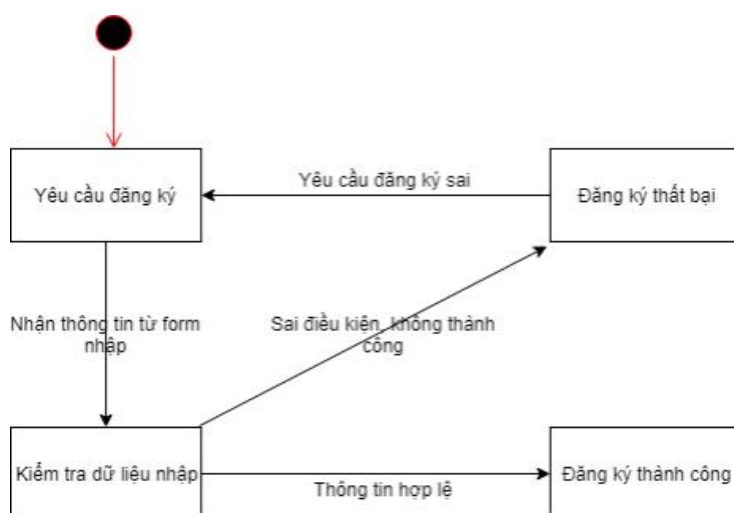 Yêu cầu đăng ký sai
Yêu cầu đăng ký
Đăng ký thất bại
Nhận thông tin từ form
nhập
Sai điều kiện, không thành
công
Kiểm tra dữ liệu nhập
Đăng ký thành công
Thông tin hợp lệ